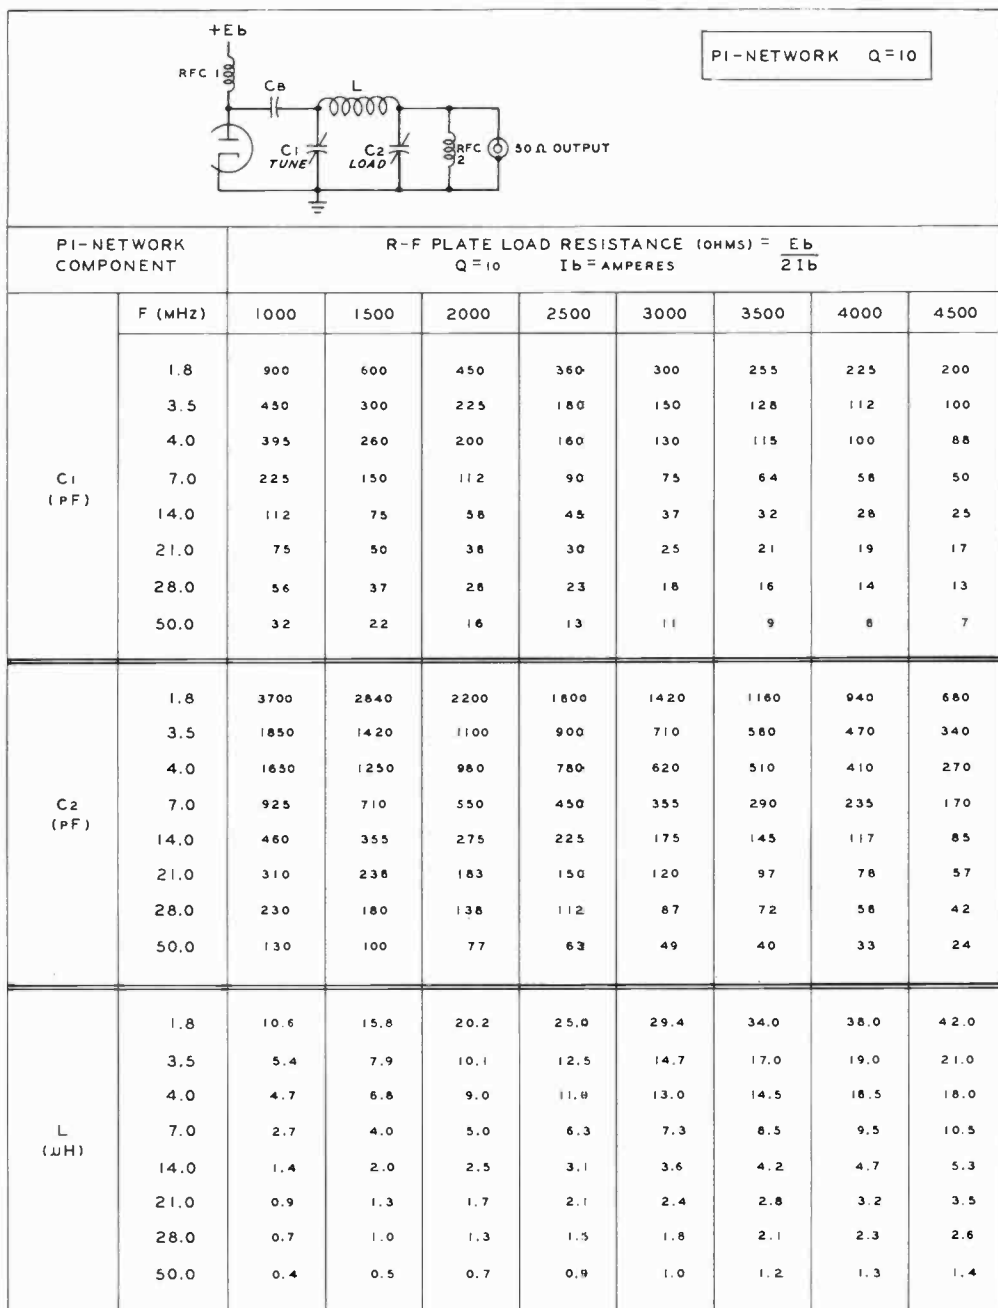 +Eb
PI-NETWORK Q=10
RFC 1
CB
L
C1
TUNE
C2
LOAD
RFC
2
50Ω OUTPUT
PI-NETWORK COMPONENT
R-F PLATE LOAD RESISTANCE (OHMS) = Eb
2Ib
Q=10 Ib=AMPERES
F (MHz) 1000 1500 2000 2500 3000 3500 4000 4500
C1
(PF)
1.8 900 600 450 360 300 255 225 200
3.5 450 300 225 180 150 128 112 100
4.0 395 260 200 160 130 115 100 88
7.0 225 150 112 90 75 64 56 50
14.0 112 75 56 45 37 32 28 25
21.0 75 50 38 30 25 21 19 17
28.0 56 37 28 23 18 16 14 13
50.0 32 22 16 13 11 9 8 7
C2
(PF)
1.8 3700 2840 2200 1800 1420 1160 940 680
3.5 1850 1420 1100 900 710 580 470 340
4.0 1650 1250 980 780 620 510 410 270
7.0 925 710 550 450 355 290 235 170
14.0 460 355 275 225 175 145 117 85
21.0 310 238 183 150 120 97 78 57
28.0 230 180 138 112 87 72 58 42
50.0 130 100 77 63 49 40 33 24
L
(μH)
1.8 10.6 15.8 20.2 25.0 29.4 34.0 38.0 42.0
3.5 5.4 7.9 10.1 12.5 14.7 17.0 19.0 21.0
4.0 4.7 6.8 9.0 11.0 13.0 14.5 16.5 18.0
7.0 2.7 4.0 5.0 6.3 7.3 8.5 9.5 10.5
14.0 1.4 2.0 2.5 3.1 3.6 4.2 4.7 5.3
21.0 0.9 1.3 1.7 2.1 2.4 2.8 3.2 3.5
28.0 0.7 1.0 1.3 1.5 1.8 2.1 2.3 2.6
50.0 0.4 0.5 0.7 0.9 1.0 1.2 1.3 1.4